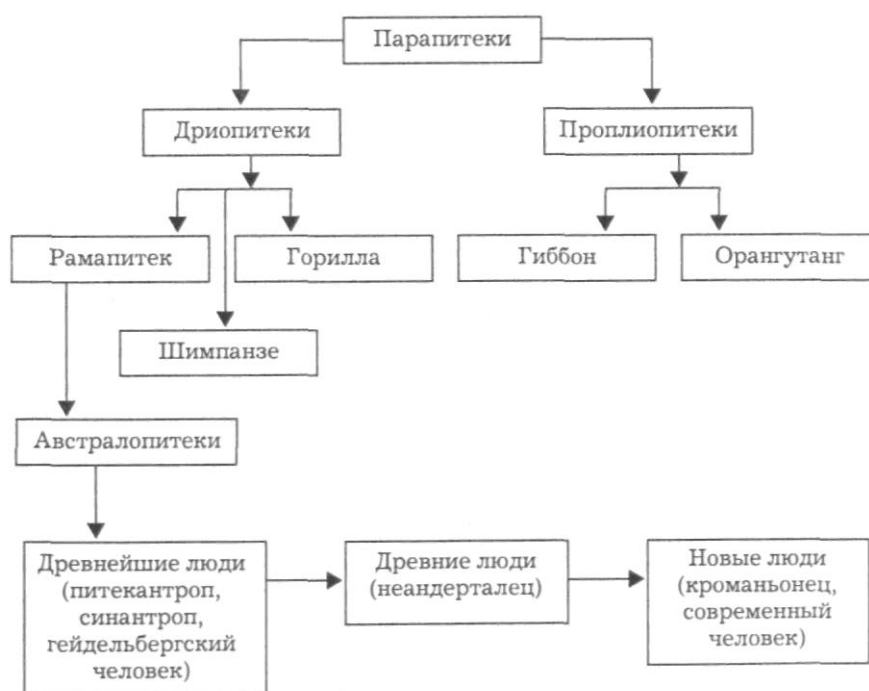 Парапитеки
Дриопитеки
Проплиопитеки
Рамапитек
Горилла
Гиббон
Орангутанг
Шимпанзе
Австралопитеки
Древнейшие люди
(питекантроп,
синантроп,
гейдельбергский
человек)
Древние люди
(неандерталец)
Новые люди
(кроманьонец,
современный
человек)